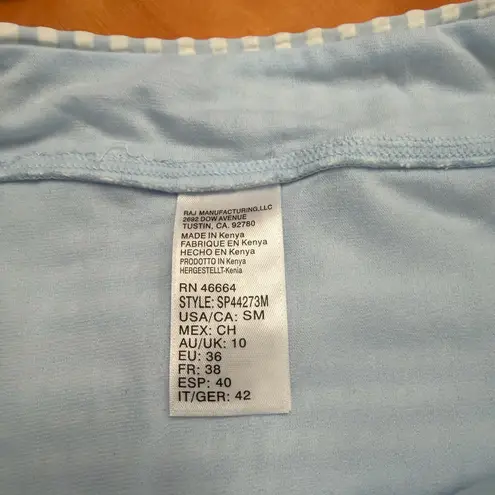 RAJ MANUFACTURING,LLC
2692 DOW AVENUE
TUSTIN, CA. 92780
MADE IN Kenya
FABRIQUE EN Kenya
HECHO EN Kenya
PRODOTTO IN Kenya
HERGESTELLT-Kenia
RN 46664
STYLE: SP44273M
USA/CA: SM
MEX: CH
AU/UK: 10
EU: 36
FR: 38
ESP: 40
IT/GER: 42